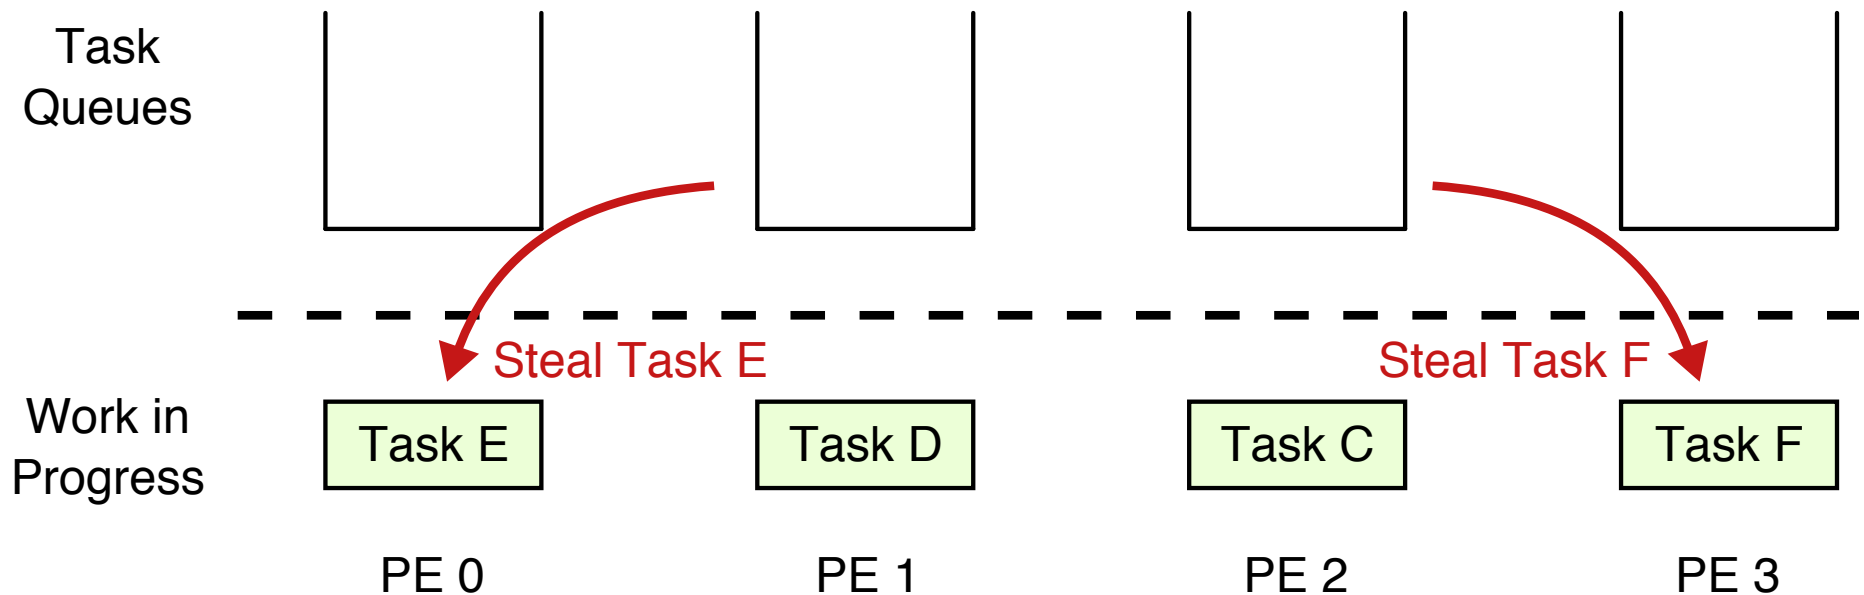 Task
Queues
Steal Task E
Steal Task F
Work in
Progress
Task E
Task D
Task C
Task F
PE 0
PE 1
PE 2
PE 3